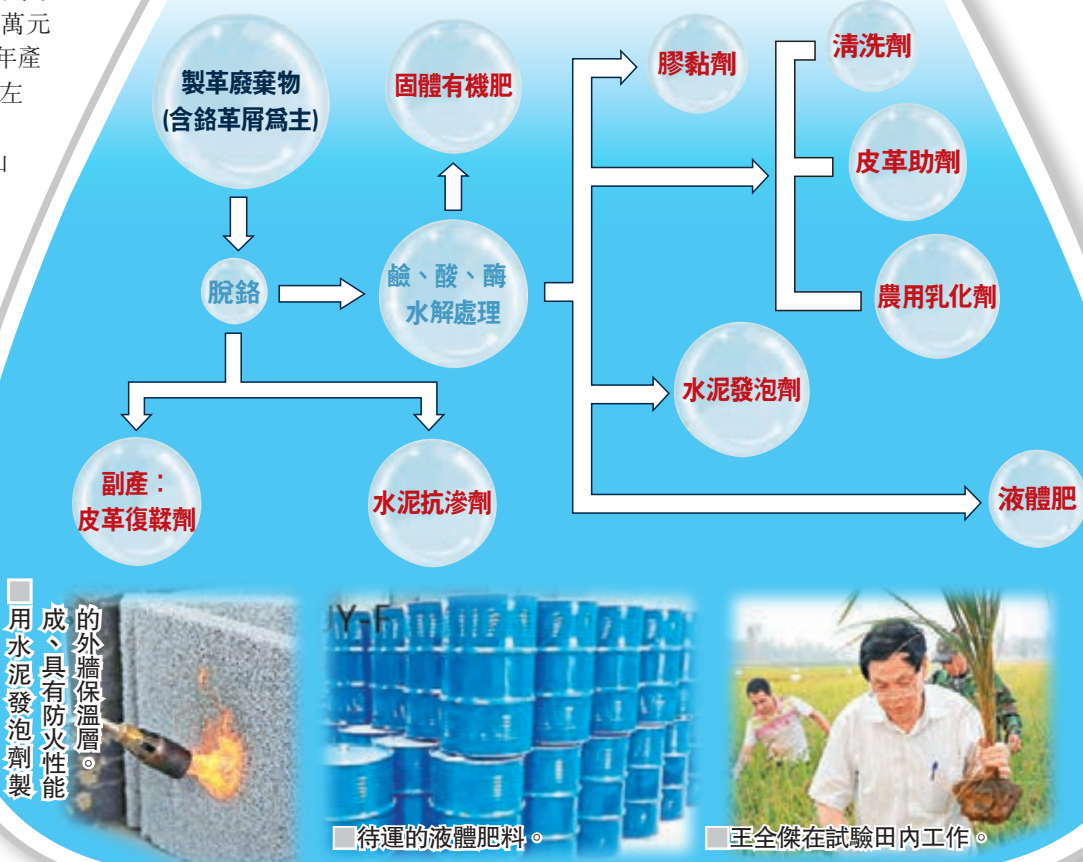 萬元
年產
左
製革廢棄物
(含鉻革屑爲主)
固體有機肥
膠黏劑
清洗劑
皮革助劑
農用乳化劑
脫鉻
鹼、酸、酶
水解處理
水泥發泡劑
副產：
皮革復鞣劑
水泥抗滲劑
液體肥
■用水泥發泡劑製
成、具有防火性能
的外牆保溫層。
JY-F
■待運的液體肥料。
■王全傑在試驗田內工作。